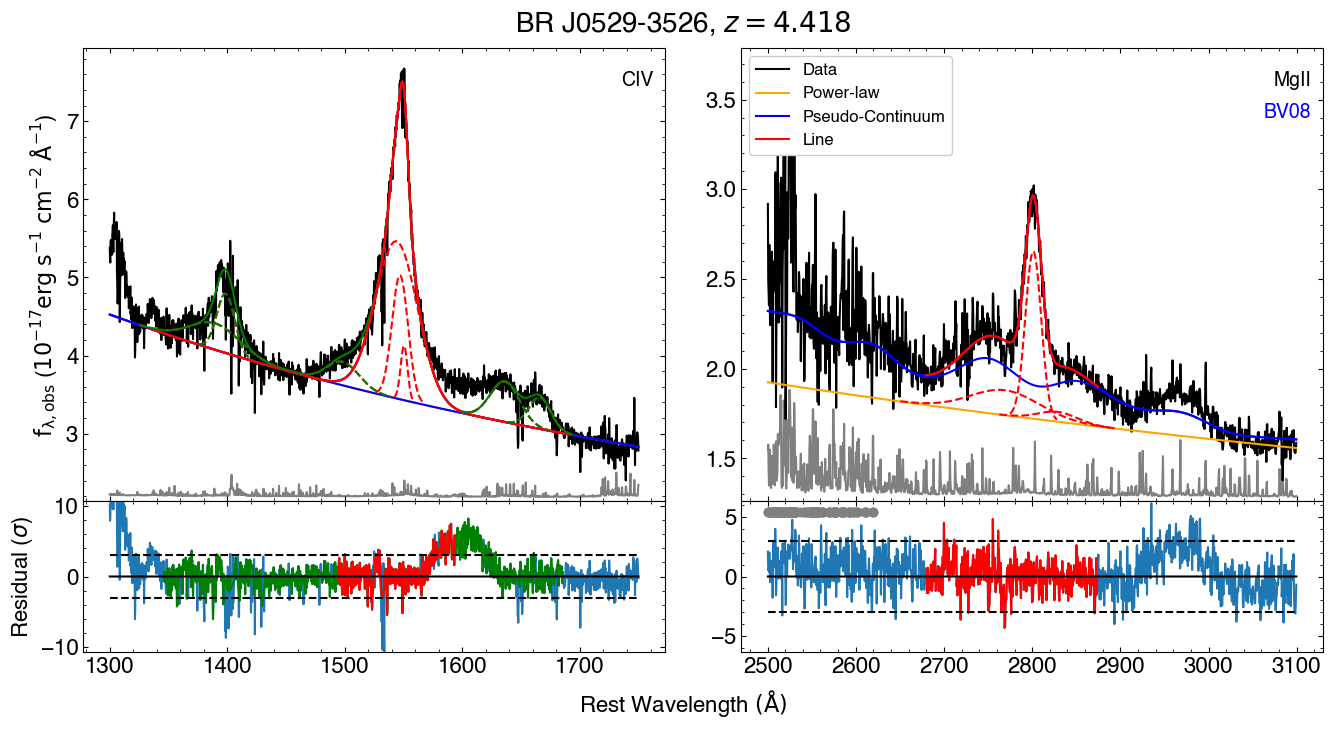 BR J0529-3526, z = 4.418
f_λ,obs (10⁻¹⁷erg s⁻¹ cm⁻² Å⁻¹)
7
6
5
4
3
CIV
3.5
3.0
2.5
2.0
1.5
Data
Power-law
Pseudo-Continuum
Line
MgII
BV08
Residual (σ)
10
0
−10
1300 1400 1500 1600 1700
5
0
−5
2500 2600 2700 2800 2900 3000 3100
Rest Wavelength (Å)